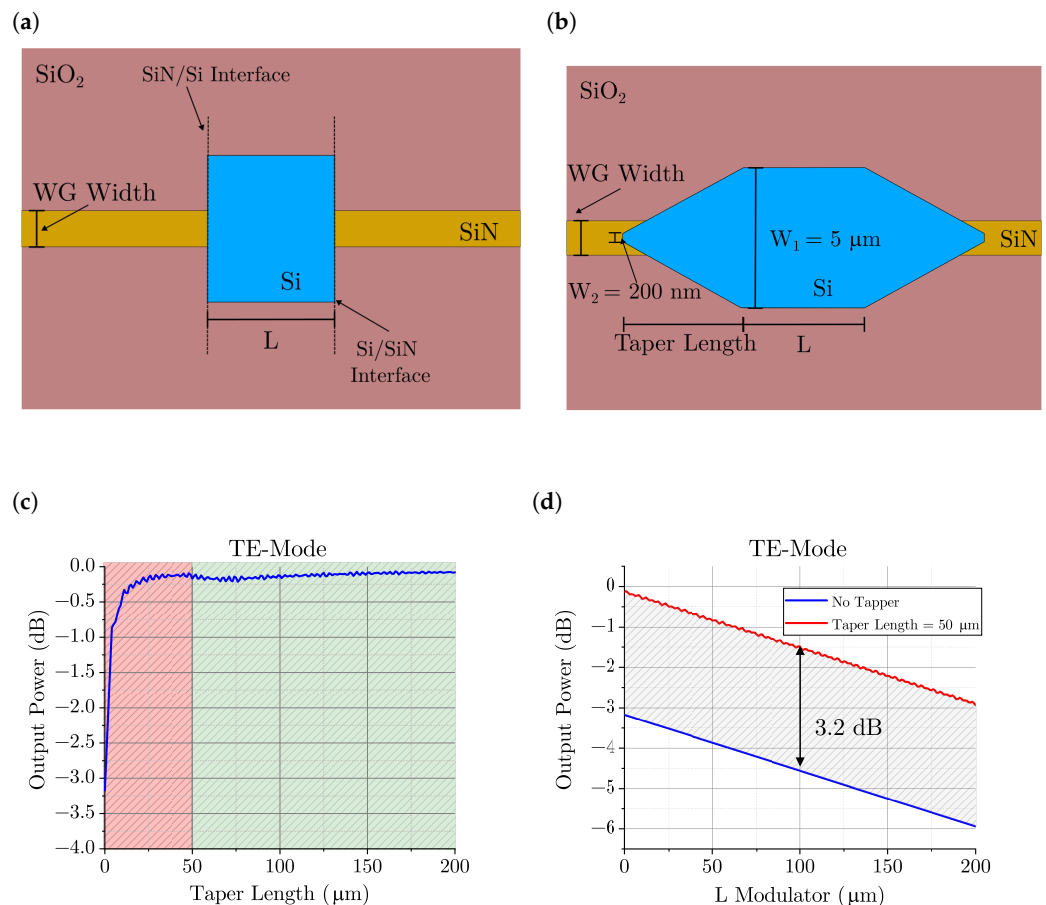 (a)
SiO₂
SiN/Si Interface
WG Width
SiN
Si
L
Si/SiN
Interface
(b)
SiO₂
WG Width
W₁ = 5 μm
SiN
W₂ = 200 nm
Si
Taper Length
L
(c)
TE-Mode
Output Power (dB)
0.0
−0.5
−1.0
−1.5
−2.0
−2.5
−3.0
−3.5
−4.0
0
50
100
150
200
Taper Length (μm)
(d)
TE-Mode
Output Power (dB)
0
−1
−2
−3
−4
−5
−6
No Tapper
Taper Length = 50 μm
3.2 dB
0
50
100
150
200
L Modulator (μm)